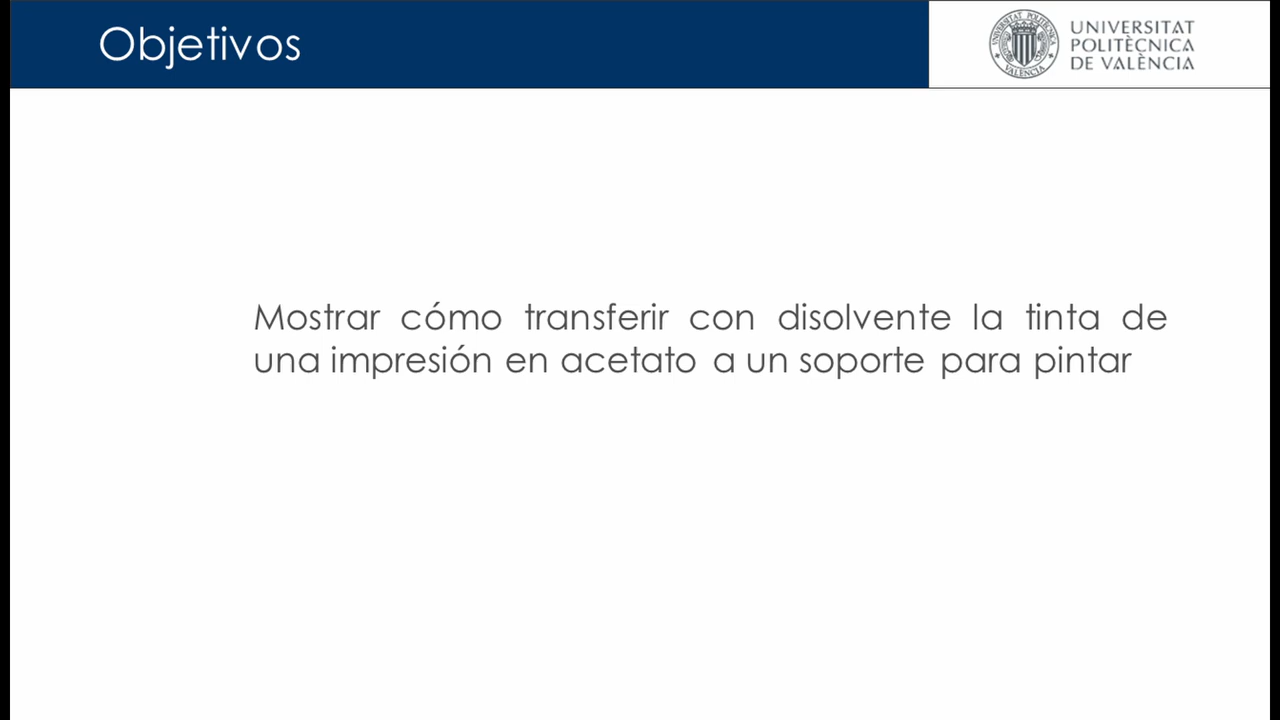 Objetivos
UNIVERSITAT
POLITÈCNICA
DE VALÈNCIA
Mostrar cómo transferir con disolvente la tinta de
una impresión en acetato a un soporte para pintar